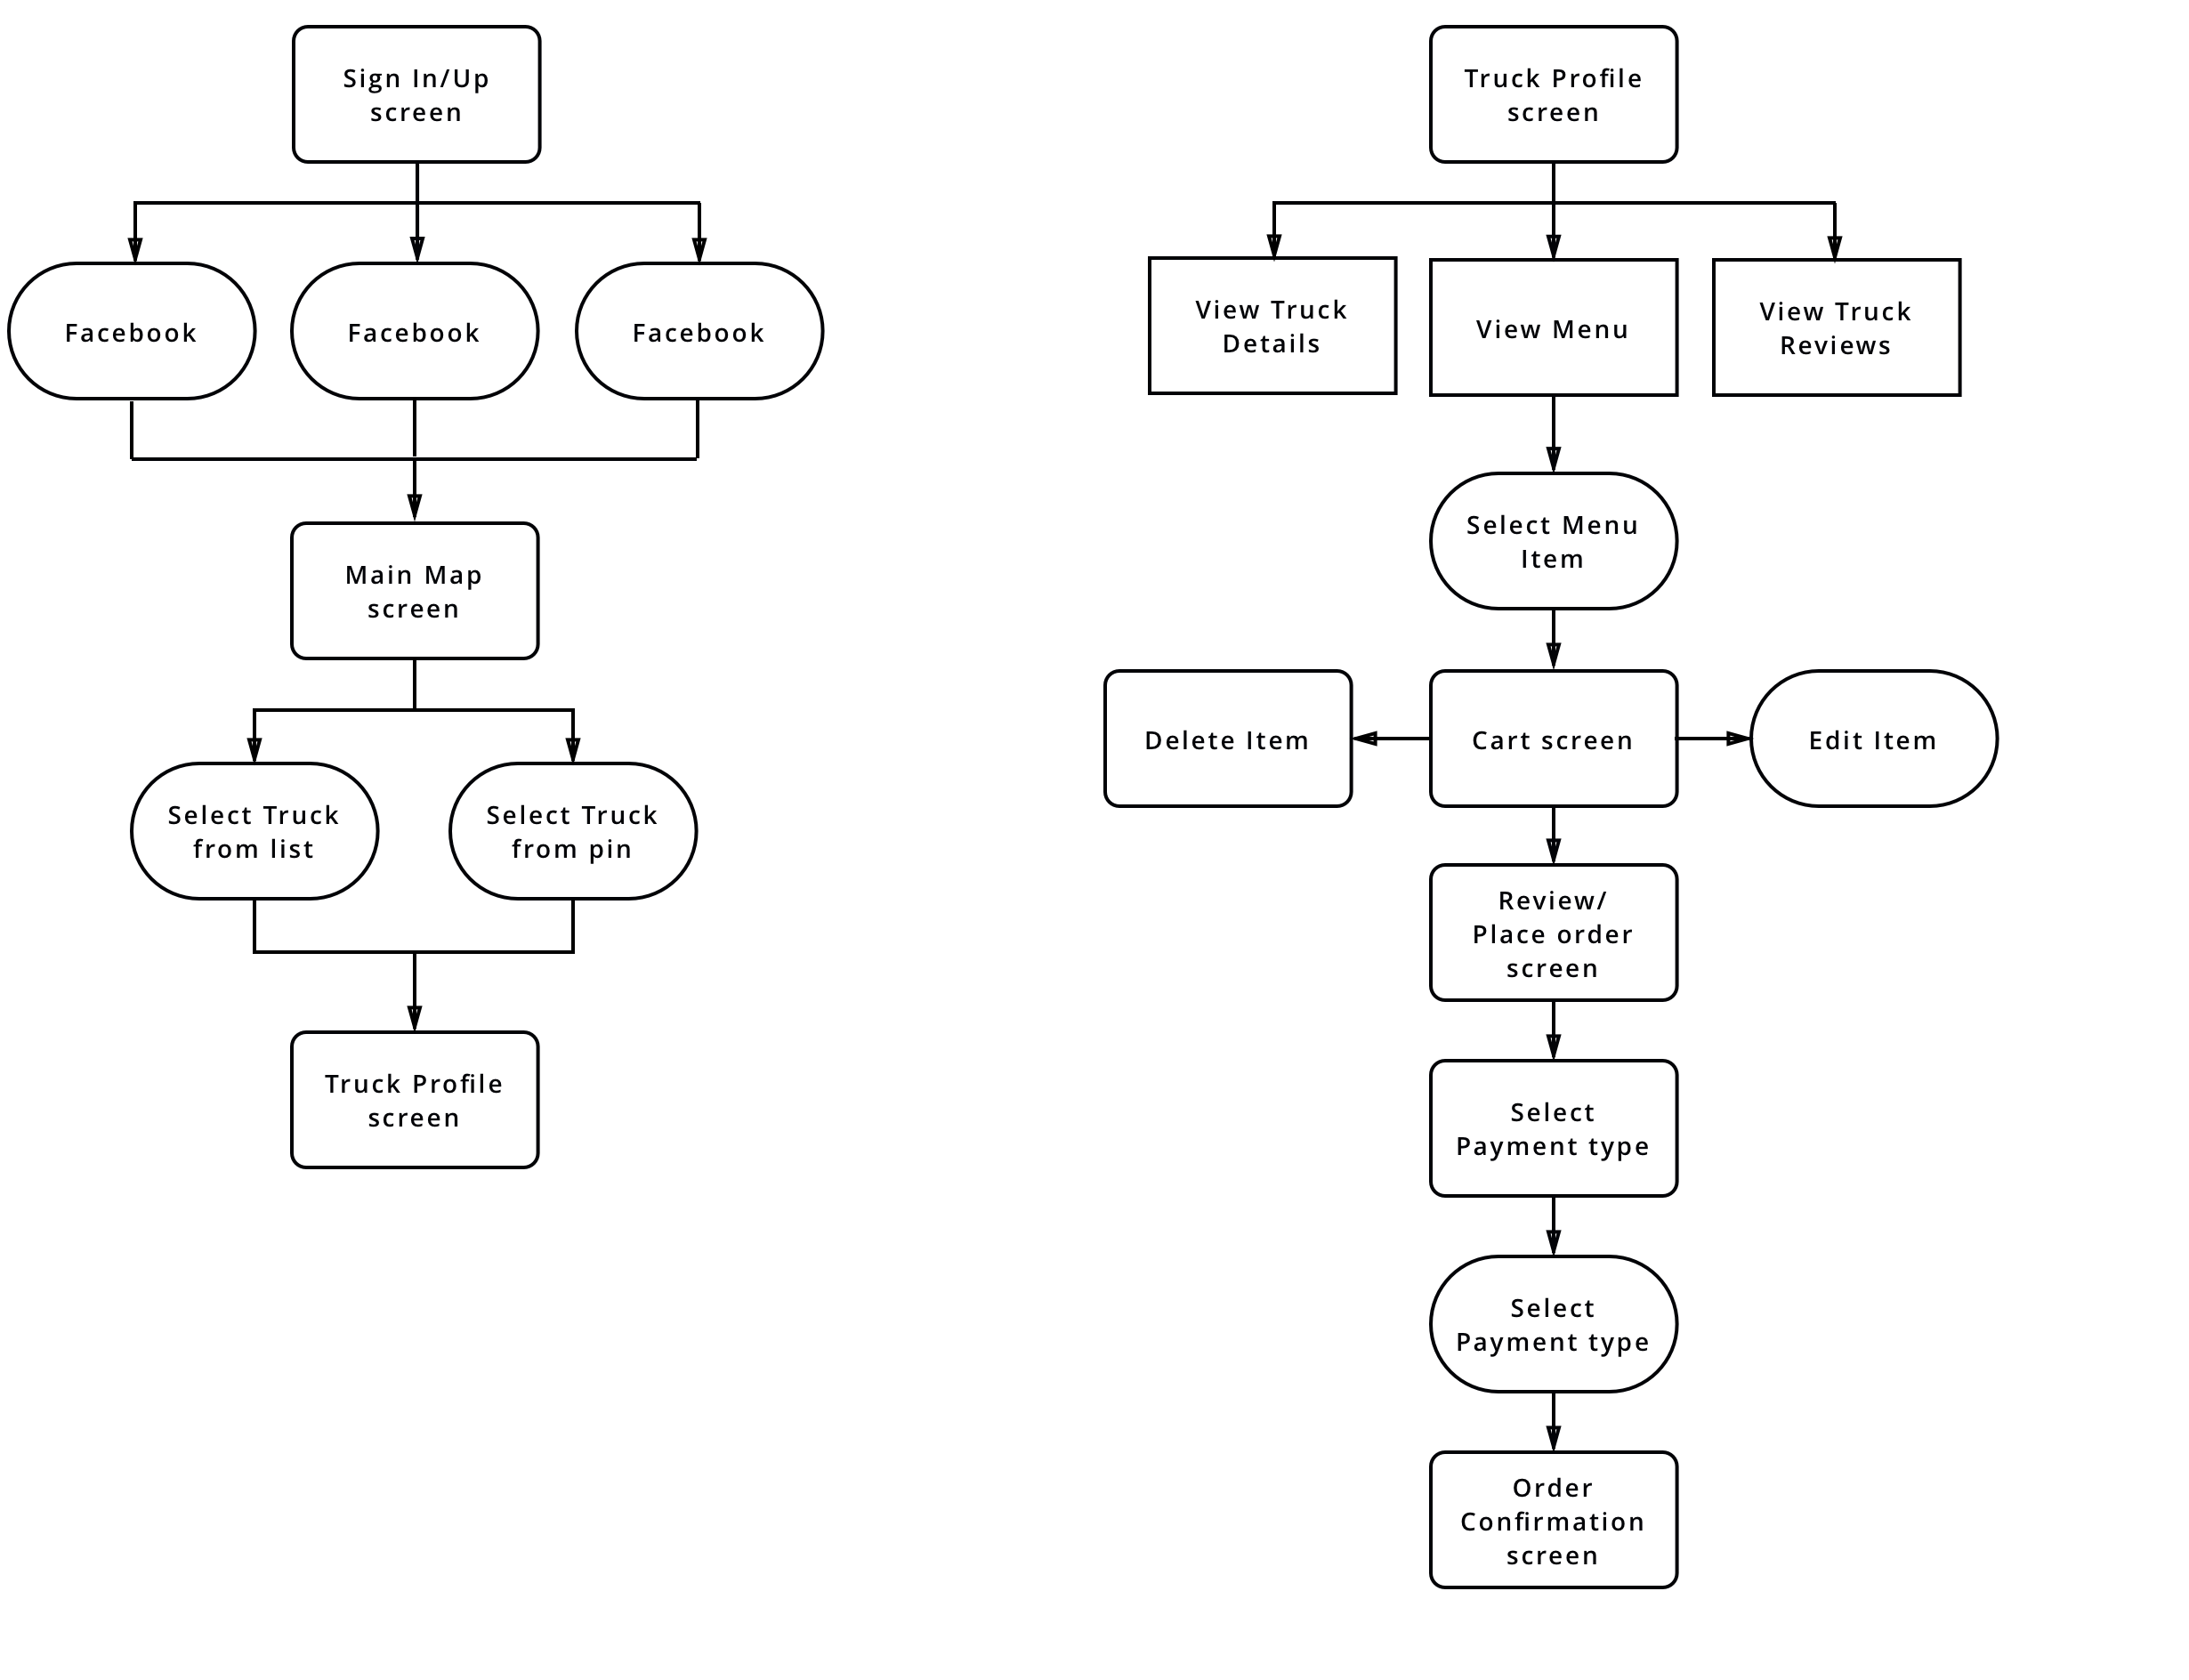 Sign In/Up
screen
Facebook
Facebook
Facebook
Main Map
screen
Select Truck
from list
Select Truck
from pin
Truck Profile
screen
Truck Profile
screen
View Truck
Details
View Menu
View Truck
Reviews
Select Menu
Item
Delete Item
Cart screen
Edit Item
Review/
Place order
screen
Select
Payment type
Select
Payment type
Order
Confirmation
screen